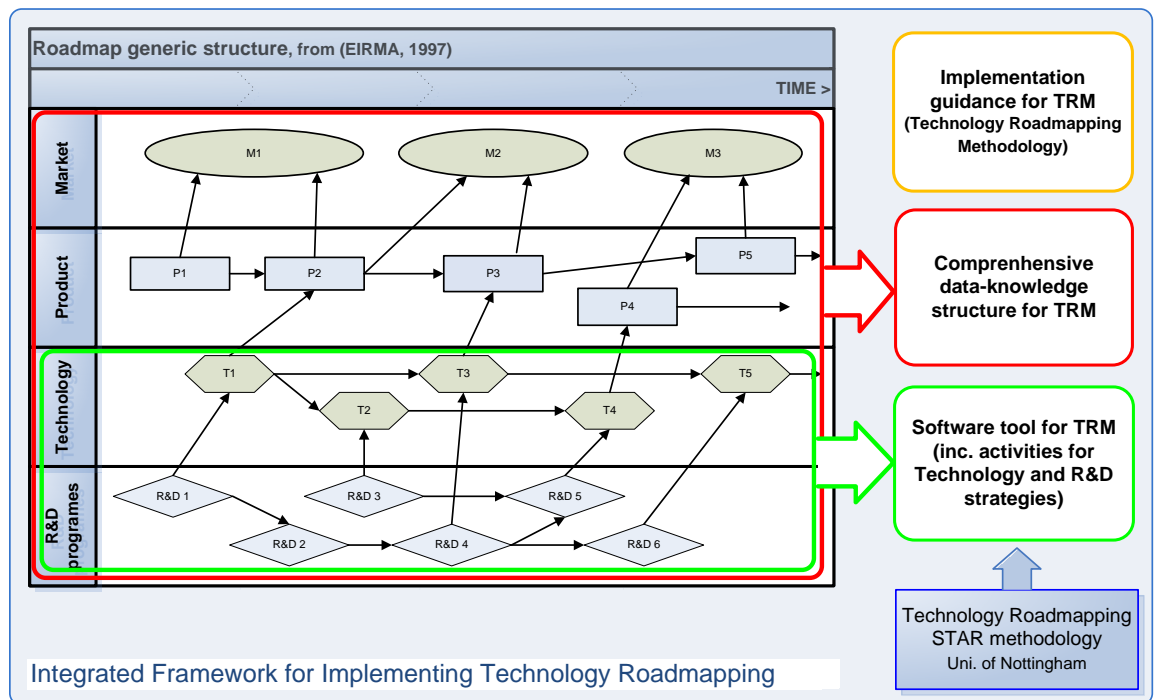 Roadmap generic structure, from (EIRMA, 1997)
TIME >
Market
M1
M2
M3
Product
P1
P2
P3
P4
P5
Technology
T1
T2
T3
T4
T5
R&D
programes
R&D 1
R&D 2
R&D 3
R&D 4
R&D 5
R&D 6
Implementation
guidance for TRM
(Technology Roadmapping
Methodology)
Comprenhensive
data-knowledge
structure for TRM
Software tool for TRM
(inc. activities for
Technology and R&D
strategies)
Technology Roadmapping
STAR methodology
Uni. of Nottingham
Integrated Framework for Implementing Technology Roadmapping